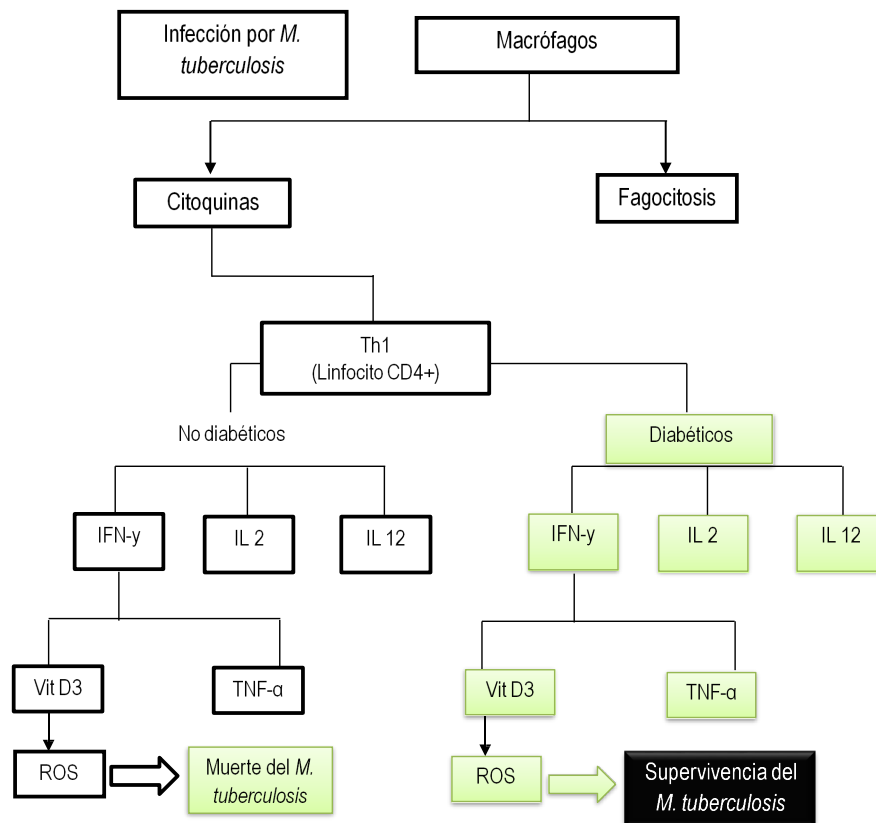 Infección por M.
tuberculosis
Macrófagos
Citoquinas
Fagocitosis
Th1
(Linfocito CD4+)
No diabéticos
Diabéticos
IFN-y
IL 2
IL 12
IFN-y
IL 2
IL 12
Vit D3
TNF-α
Vit D3
TNF-α
ROS
Muerte del M.
tuberculosis
ROS
Supervivencia del
M. tuberculosis